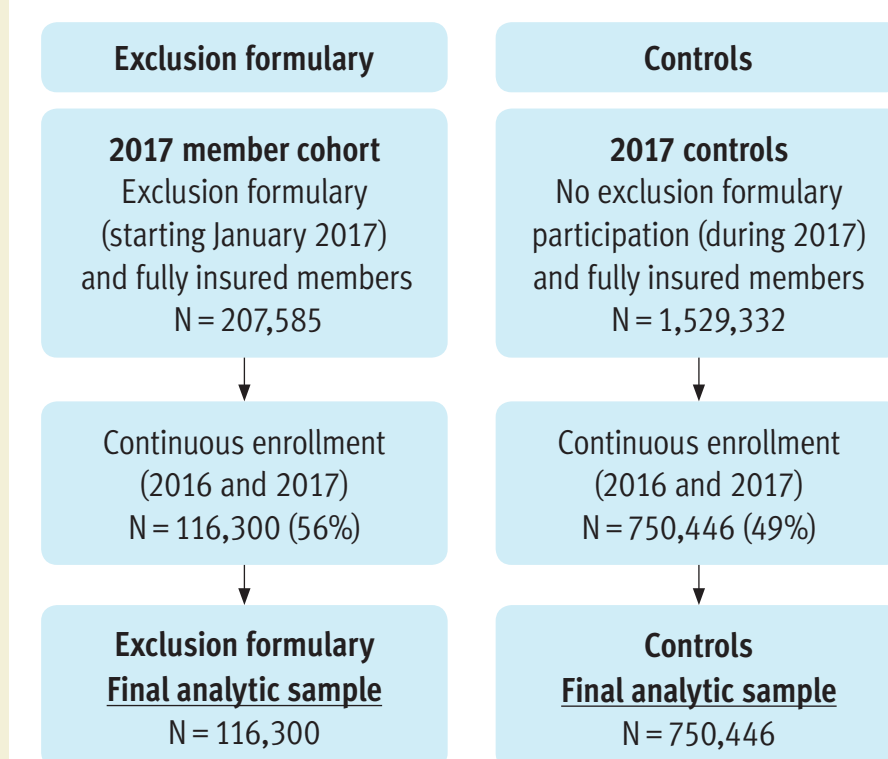 Exclusion formulary
Controls
2017 member cohort
Exclusion formulary
(starting January 2017)
and fully insured members
N = 207,585
2017 controls
No exclusion formulary
participation (during 2017)
and fully insured members
N = 1,529,332
Continuous enrollment
(2016 and 2017)
N = 116,300 (56%)
Continuous enrollment
(2016 and 2017)
N = 750,446 (49%)
Exclusion formulary
Final analytic sample
N = 116,300
Controls
Final analytic sample
N = 750,446